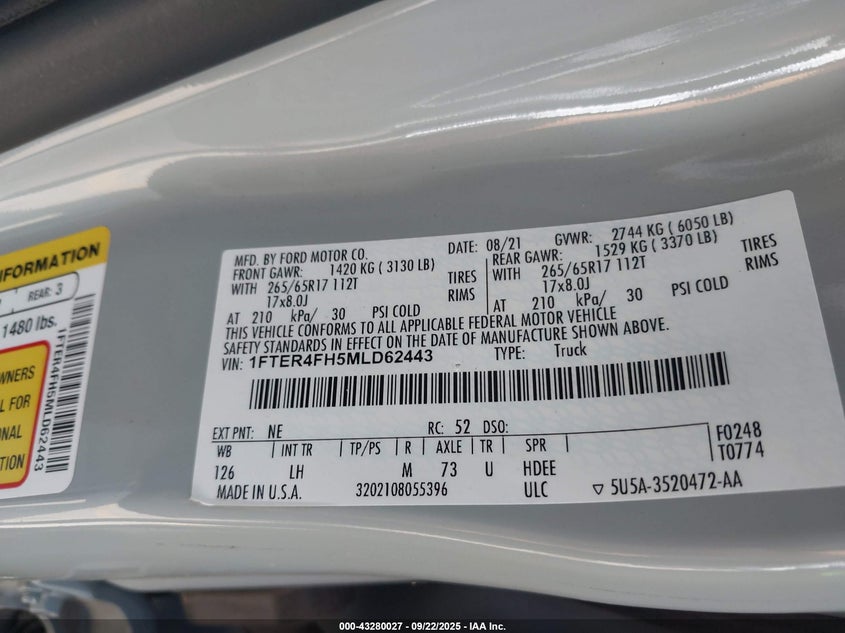 NFORMATION
REAR: 3
1480 lbs.
1FTER4FH5MLD62443
WNERS
L FOR
ONAL
TION
MFD. BY FORD MOTOR CO.
DATE: 08/21
GVWR: 2744 KG ( 6050 LB)
FRONT GAWR: 1420 KG ( 3130 LB)
WITH 265/65R17 112T TIRES
17x8.0J RIMS
AT 210 kPa/ 30 PSI COLD
REAR GAWR: 1529 KG ( 3370 LB)
WITH 265/65R17 112T TIRES
17x8.0J RIMS
AT 210 kPa/ 30 PSI COLD
THIS VEHICLE CONFORMS TO ALL APPLICABLE FEDERAL MOTOR VEHICLE
SAFETY STANDARDS IN EFFECT ON THE DATE OF MANUFACTURE SHOWN ABOVE.
VIN: 1FTER4FH5MLD62443 TYPE: Truck
EXT PNT: NE RC: 52 DSO: F0248
WB INT TR TP/PS R AXLE TR SPR T0774
126 LH M 73 U HDEE
MADE IN U.S.A. 3202108055396 ULC ▽ 5U5A-3520472-AA
000-43280027 - 09/22/2025 - IAA Inc.